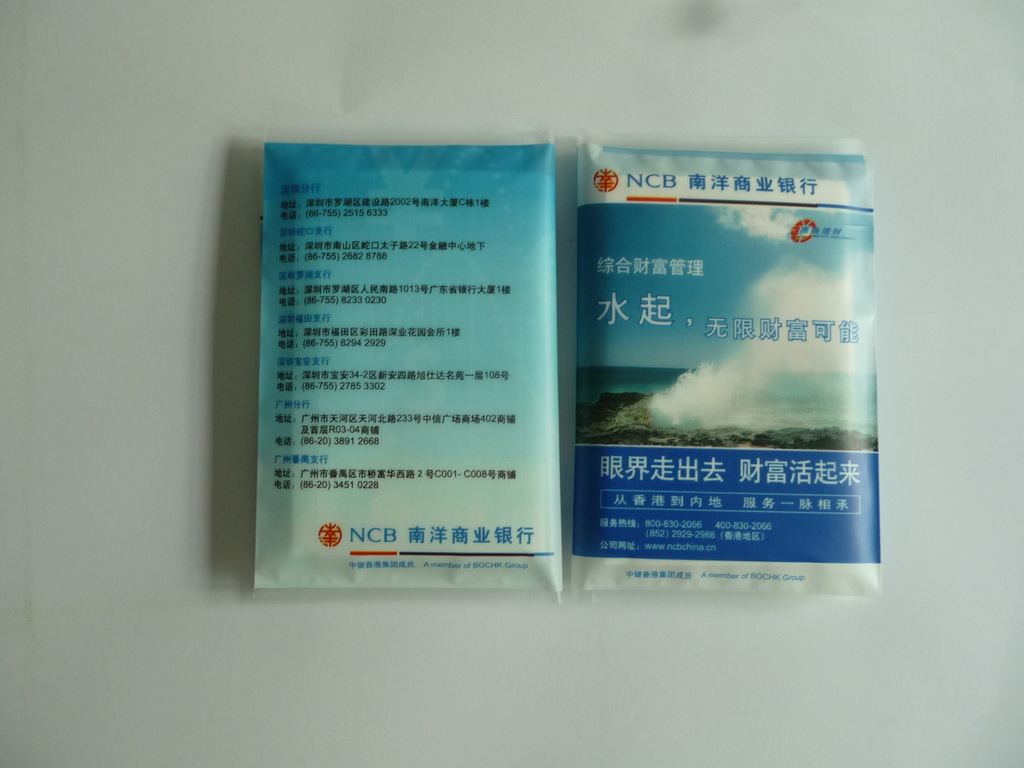 深圳分行
地址：深圳市罗湖区建设路2002号南洋大厦C栋1楼
电话：(86-755) 2515 6333
深圳蛇口支行
地址：深圳市南山区蛇口太子路22号金融中心地下
电话：(86-755) 2682 8788
深圳罗湖支行
地址：深圳市罗湖区人民南路1013号广东省银行大厦1楼
电话：(86-755) 8233 0230
深圳福田支行
地址：深圳市福田区彩田路深业花园会所1楼
电话：(86-755) 8294 2929
深圳宝安支行
地址：深圳市宝安34-2区新安四路旭仕达名苑一层108号
电话：(86-755) 2785 3302
广州分行
地址：广州市天河区天河北路233号中信广场商场402商铺
及首层R03-04商铺
电话：(86-20) 3891 2668
广州番禺支行
地址：广州市番禺区市桥富华西路2号C001-C008号商铺
电话：(86-20) 3451 0228
NCB 南洋商业银行
中银香港集团成员 A member of BOCHK Group
NCB 南洋商业银行
理财
综合财富管理
水起，无限财富可能
眼界走出去 财富活起来
从香港到内地 服务一脉相承
服务热线：800-830-2066 400-830-2066
(852) 2929-2988 (香港地区)
公司网址：www.ncbchina.cn
中银香港集团成员 A member of BOCHK Group